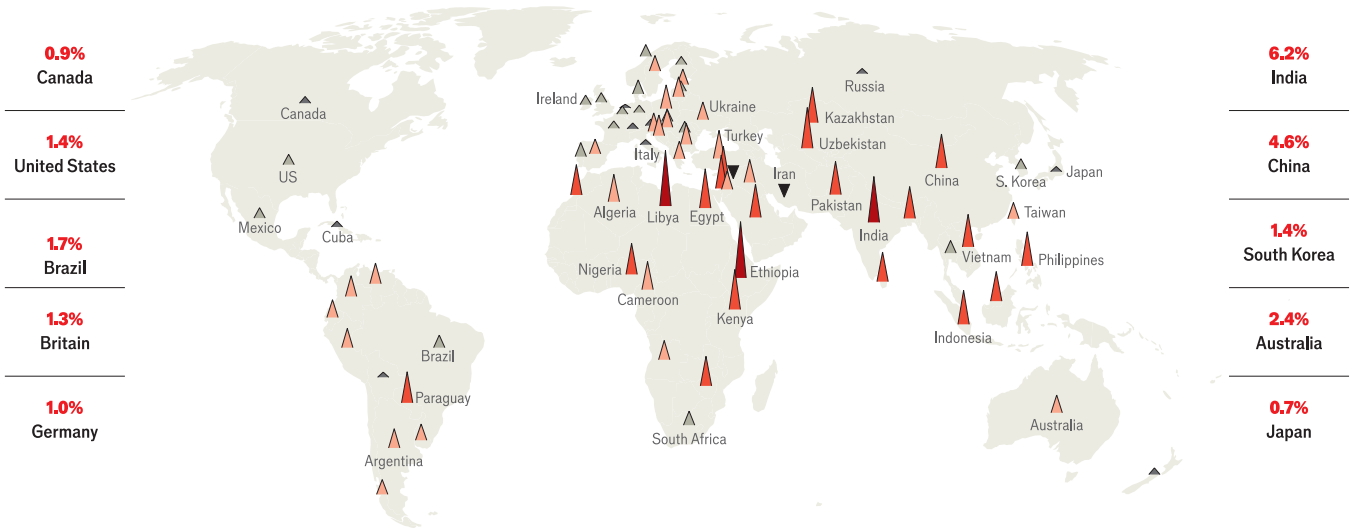 0.9%
Canada
1.4%
United States
1.7%
Brazil
1.3%
Britain
1.0%
Germany
Canada
US
Mexico
Cuba
Brazil
Paraguay
Argentina
Ireland
Italy
Ukraine
Turkey
Algeria
Libya
Egypt
Iran
Nigeria
Cameroon
Ethiopia
Kenya
South Africa
Russia
Kazakhstan
Uzbekistan
Pakistan
India
China
S. Korea
Japan
Taiwan
Vietnam
Philippines
Indonesia
Australia
6.2%
India
4.6%
China
1.4%
South Korea
2.4%
Australia
0.7%
Japan